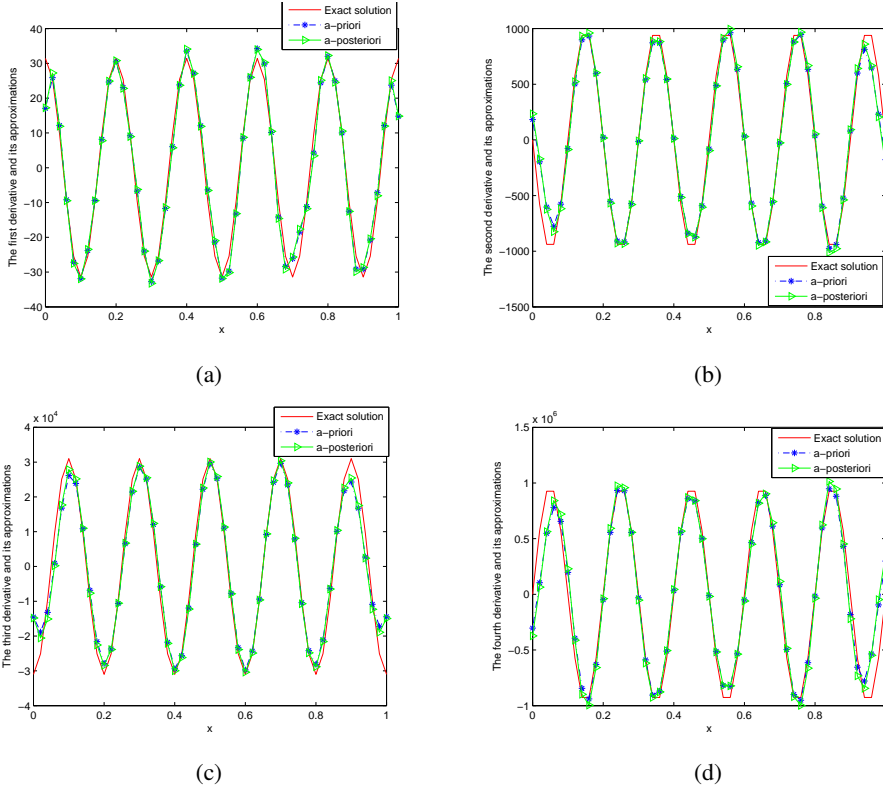 Exact solution
a−priori
a−posteriori
40
30
20
10
0
−10
−20
−30
−40
0
0.2
0.4
0.6
0.8
1
x
The first derivative and its approximations
(a)
1000
500
0
−500
−1000
−1500
0
0.2
0.4
0.6
0.8
x
The second derivative and its approximations
Exact solution
a−priori
a−posteriori
(b)
x 10^4
Exact solution
a−priori
a−posteriori
4
3
2
1
0
−1
−2
−3
−4
0
0.2
0.4
0.6
0.8
1
x
The third derivative and its approximations
(c)
x 10^6
Exact solution
a−priori
a−posteriori
1.5
1
0.5
0
−0.5
−1
0
0.2
0.4
0.6
0.8
x
The fourth derivative and its approximations
(d)